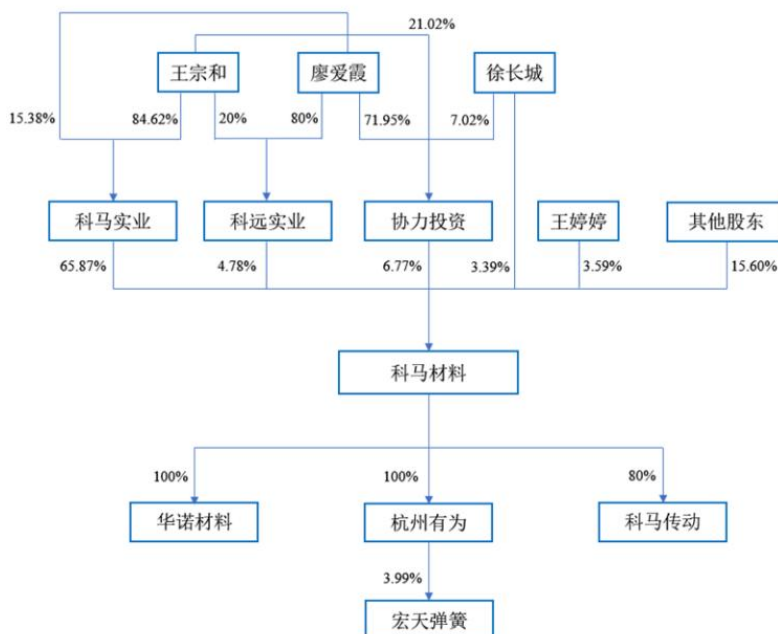 21.02%
王宗和
廖爱霞
徐长城
15.38%
84.62%
20%
80%
71.95%
7.02%
科马实业
科远实业
协力投资
王婷婷
其他股东
65.87%
4.78%
6.77%
3.39%
3.59%
15.60%
科马材料
100%
100%
80%
华诺材料
杭州有为
科马传动
3.99%
宏天弹簧